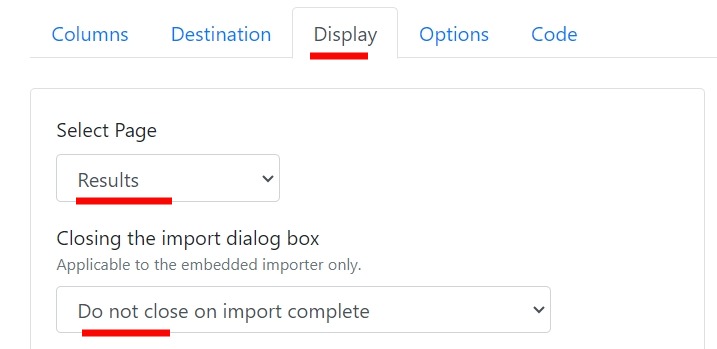 Columns Destination Display Options Code
Select Page
Results
Closing the import dialog box
Applicable to the embedded importer only.
Do not close on import complete